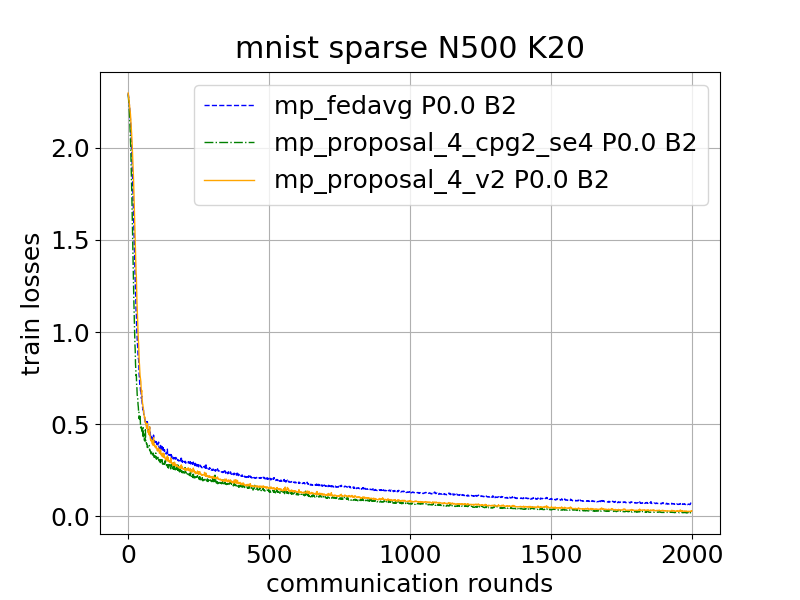 mnist sparse N500 K20
mp_fedavg P0.0 B2
mp_proposal_4_cpg2_se4 P0.0 B2
mp_proposal_4_v2 P0.0 B2
train losses
2.0
1.5
1.0
0.5
0.0
0 500 1000 1500 2000
communication rounds